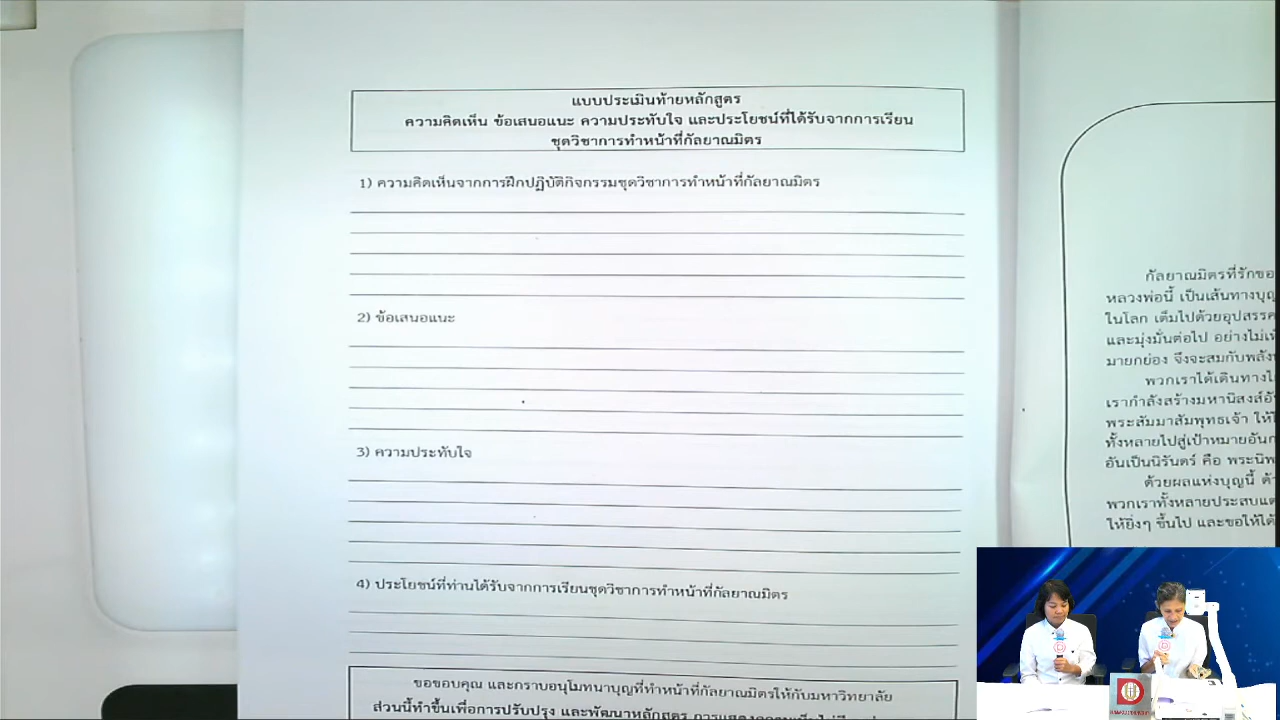 แบบประเมินท้ายหลักสูตร
ความคิดเห็น ข้อเสนอแนะ ความประทับใจ และประโยชน์ที่ได้รับจากการเรียน
ชุดวิชาการทำหน้าที่กัลยาณมิตร
1) ความคิดเห็นจากการฝึกปฏิบัติกิจกรรมชุดวิชาการทำหน้าที่กัลยาณมิตร
2) ข้อเสนอแนะ
3) ความประทับใจ
4) ประโยชน์ที่ท่านได้รับจากการเรียนชุดวิชาการทำหน้าที่กัลยาณมิตร
ขอขอบคุณ และกราบอนุโมทนาบุญที่ทำหน้าที่กัลยาณมิตรให้กับมหาวิทยาลัย
ส่วนนี้ทำขึ้นเพื่อการปรับปรุง และพัฒนาหลักสูตร
กัลยาณมิตรที่รักขอ
หลวงพ่อนี้ เป็นเส้นทางบุญ
ในโลก เต็มไปด้วยอุปสรรค
และมุ่งมั่นต่อไป อย่างไม่
มายกย่อง จึงจะสมกับพลัง
พวกเราได้เดินทาง
เรากำลังสร้างมหานิสงส์
พระสัมมาสัมพุทธเจ้า
ทั้งหลายไปสู่เป้าหมายอัน
อันเป็นนิรันดร์ คือ พระนิพ
ด้วยผลแห่งบุญนี้
พวกเราทั้งหลายประสบแต
ให้ยิ่งๆ ขึ้นไป และขอให้ได้